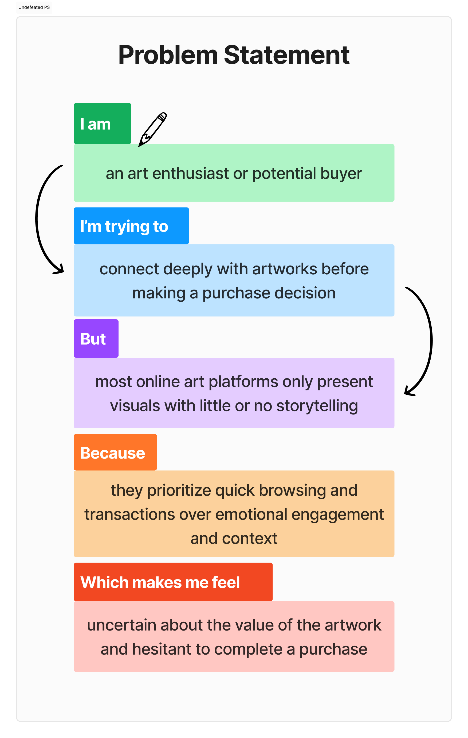 Undefeated PS
Problem Statement
I am
an art enthusiast or potential buyer
I'm trying to
connect deeply with artworks before
making a purchase decision
But
most online art platforms only present
visuals with little or no storytelling
Because
they prioritize quick browsing and
transactions over emotional engagement
and context
Which makes me feel
uncertain about the value of the artwork
and hesitant to complete a purchase